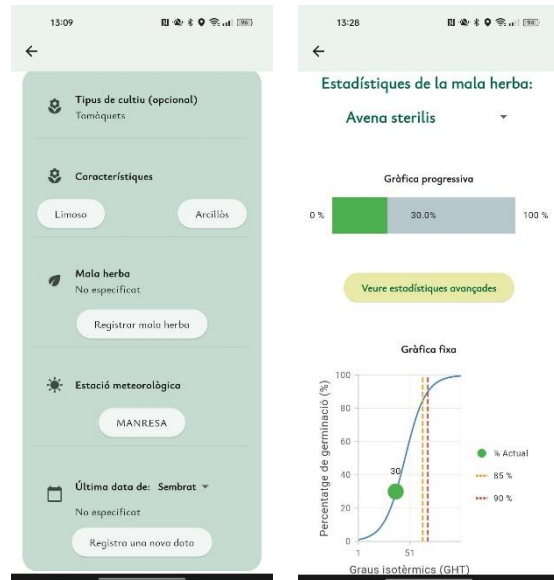 13:09
96
Tipus de cultiu (opcional)
Tomàquets
Característiques
Limoso
Arcillòs
Mala herba
No especificat
Registrar mala herba
Estació meteorològica
MANRESA
Última data de: Sembrat
No especificat
Registra una nova data
13:28
94
Estadístiques de la mala herba:
Avena sterilis
Gràfica progressiva
0 %
30.0%
100 %
Veure estadístiques avançades
Gràfica fixa
Percentatge de germinació (%)
100
80
60
40
20
0
30
1
51
Graus isotèrmics (GHT)
% Actual
85 %
90 %